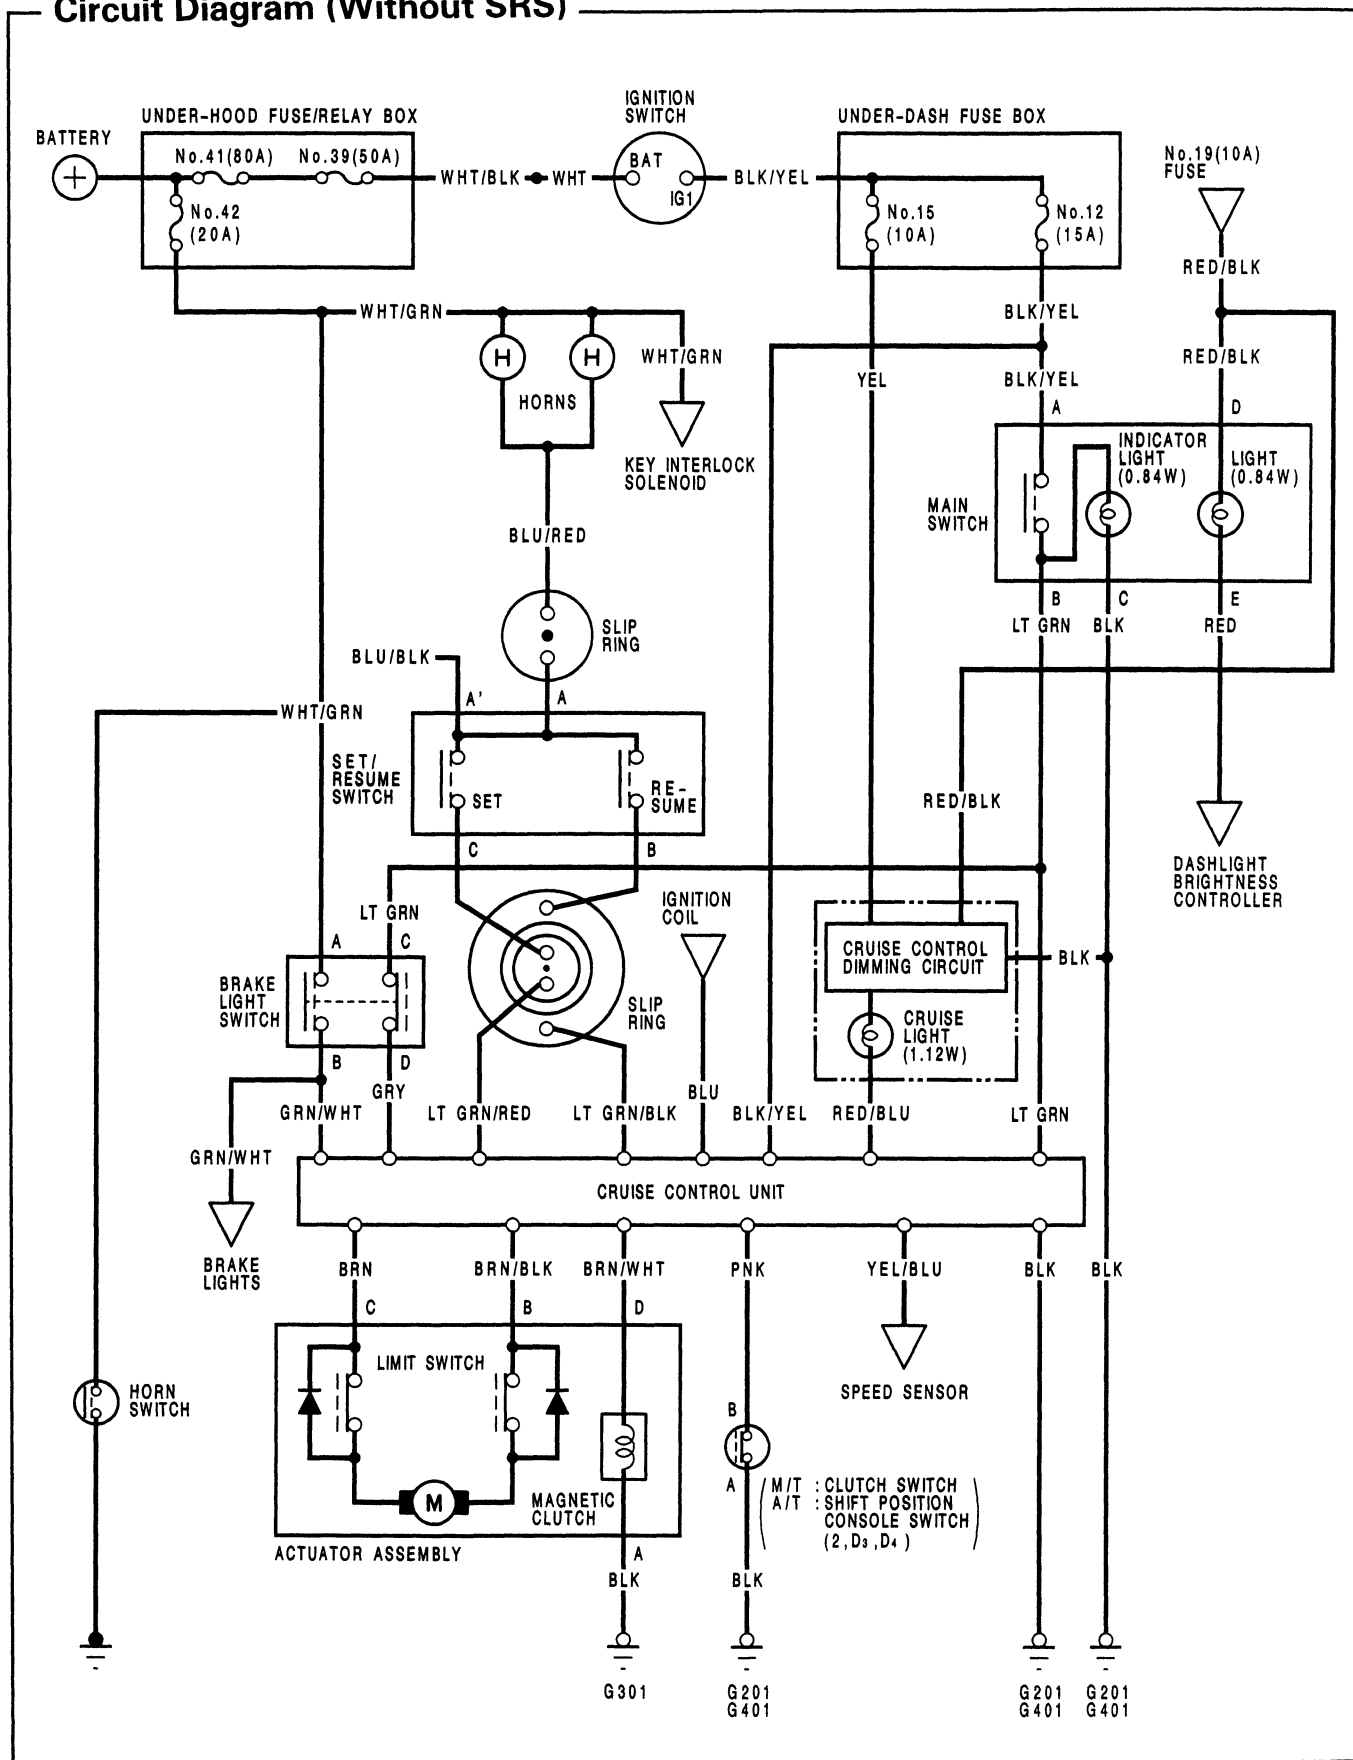 Circuit Diagram (Without SRS)
UNDER-HOOD FUSE/RELAY BOX
IGNITION
SWITCH
UNDER-DASH FUSE BOX
BATTERY
No.41(80A)
No.39(50A)
No.42
(20A)
WHT/BLK
WHT
BAT
IG1
BLK/YEL
No.15
(10A)
No.12
(15A)
No.19(10A)
FUSE
RED/BLK
WHT/GRN
H
H
HORNS
WHT/GRN
KEY INTERLOCK
SOLENOID
BLK/YEL
YEL
BLK/YEL
RED/BLK
A
D
INDICATOR
LIGHT
(0.84W)
LIGHT
(0.84W)
MAIN
SWITCH
BLU/RED
B
C
E
LT GRN
BLK
RED
SLIP
RING
BLU/BLK
A'
A
WHT/GRN
SET/
RESUME
SWITCH
SET
RE-
SUME
C
B
RED/BLK
DASHLIGHT
BRIGHTNESS
CONTROLLER
LT GRN
IGNITION
COIL
A
C
BRAKE
LIGHT
SWITCH
SLIP
RING
CRUISE CONTROL
DIMMING CIRCUIT
BLK
CRUISE
LIGHT
(1.12W)
B
D
GRY
GRN/WHT
LT GRN/RED
LT GRN/BLK
BLU
BLK/YEL
RED/BLU
LT GRN
GRN/WHT
CRUISE CONTROL UNIT
BRAKE
LIGHTS
BRN
BRN/BLK
BRN/WHT
PNK
YEL/BLU
BLK
BLK
C
B
D
LIMIT SWITCH
SPEED SENSOR
HORN
SWITCH
M
MAGNETIC
CLUTCH
ACTUATOR ASSEMBLY
B
A
M/T : CLUTCH SWITCH
A/T : SHIFT POSITION
CONSOLE SWITCH
(2,D3,D4)
A
BLK
BLK
G301
G201
G401
G201
G401
G201
G401